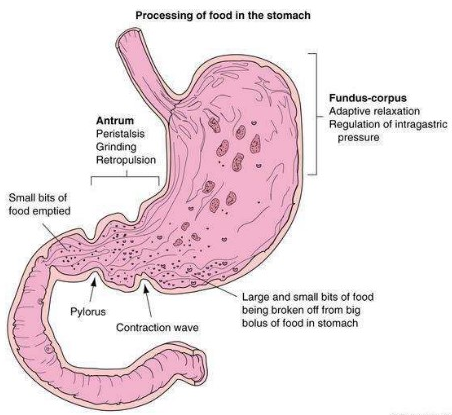 Processing of food in the stomach
Fundus-corpus
Adaptive relaxation
Regulation of intragastric
pressure
Antrum
Peristalsis
Grinding
Retropulsion
Small bits of
food emptied
Pylorus
Contraction wave
Large and small bits of food
being broken off from big
bolus of food in stomach